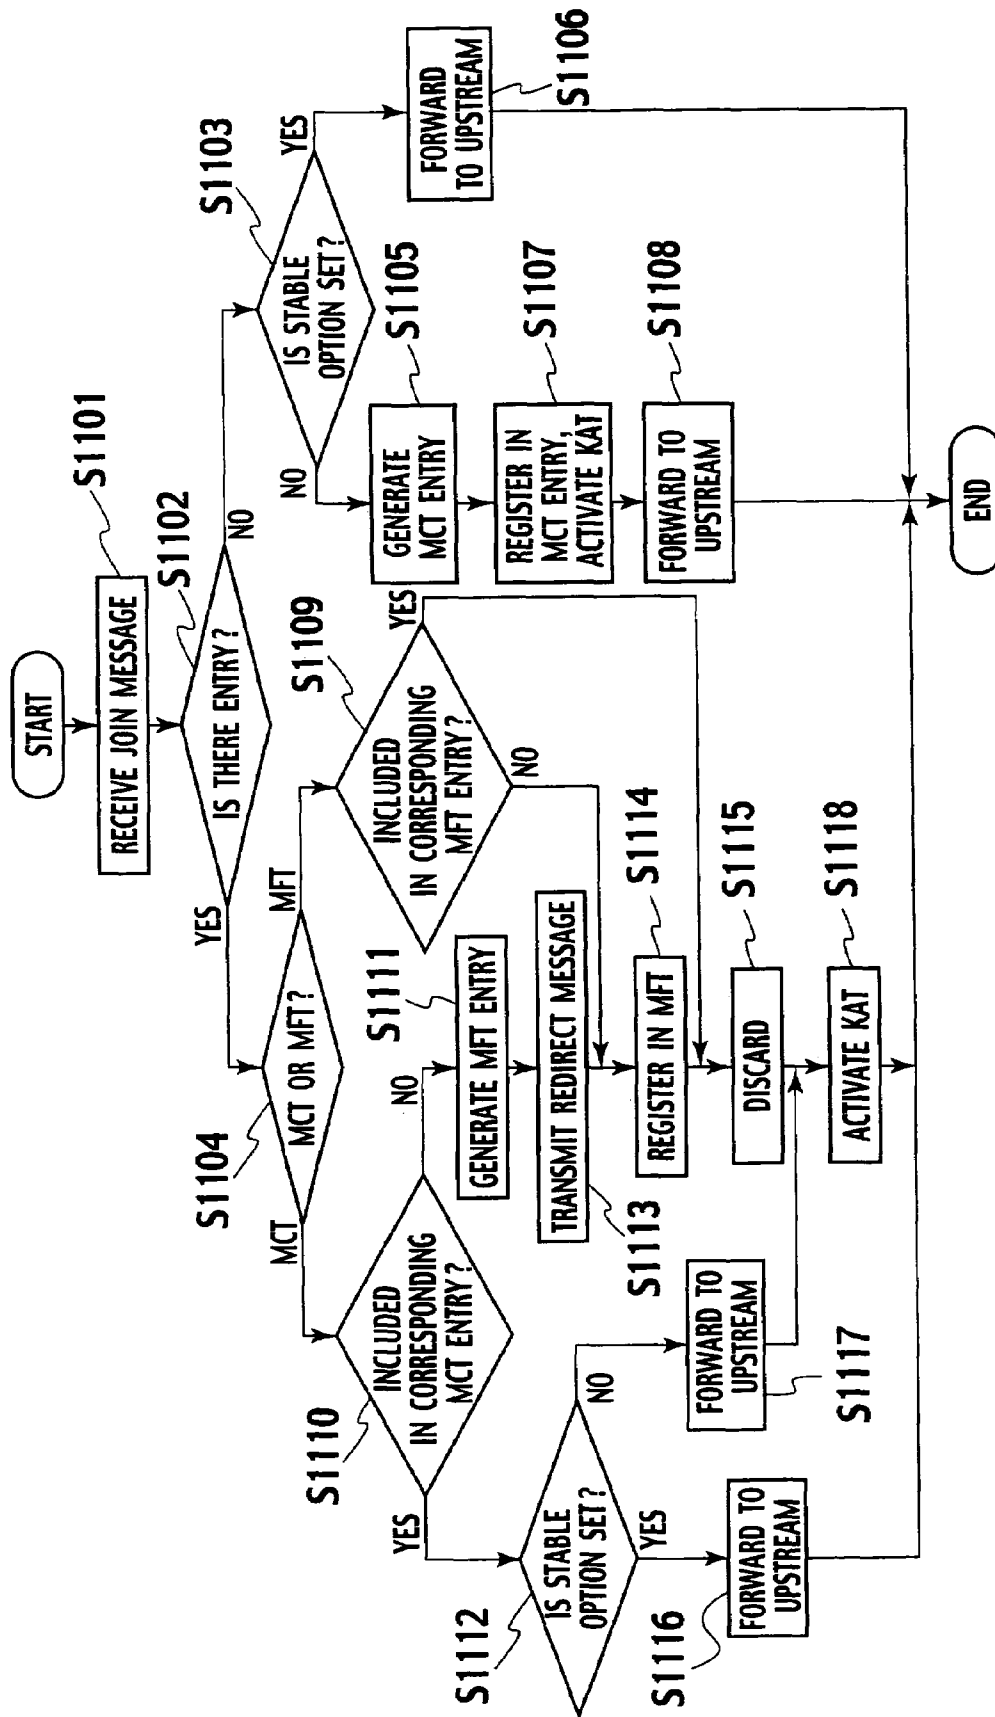 START
RECEIVE JOIN MESSAGE
S1101
IS THERE ENTRY?
S1102
YES
NO
MCT OR MFT?
S1104
MCT
MFT
IS STABLE
OPTION SET?
S1103
NO
YES
FORWARD
TO UPSTREAM
S1106
GENERATE
MCT ENTRY
S1105
REGISTER IN
MCT ENTRY,
ACTIVATE KAT
S1107
FORWARD TO
UPSTREAM
S1108
INCLUDED
IN CORRESPONDING
MFT ENTRY?
S1109
YES
NO
INCLUDED
IN CORRESPONDING
MCT ENTRY?
S1110
YES
NO
GENERATE MFT ENTRY
S1111
TRANSMIT REDIRECT MESSAGE
S1113
REGISTER IN MFT
S1114
DISCARD
S1115
ACTIVATE KAT
S1118
IS STABLE
OPTION SET?
S1112
YES
NO
FORWARD TO
UPSTREAM
S1116
FORWARD TO
UPSTREAM
S1117
END